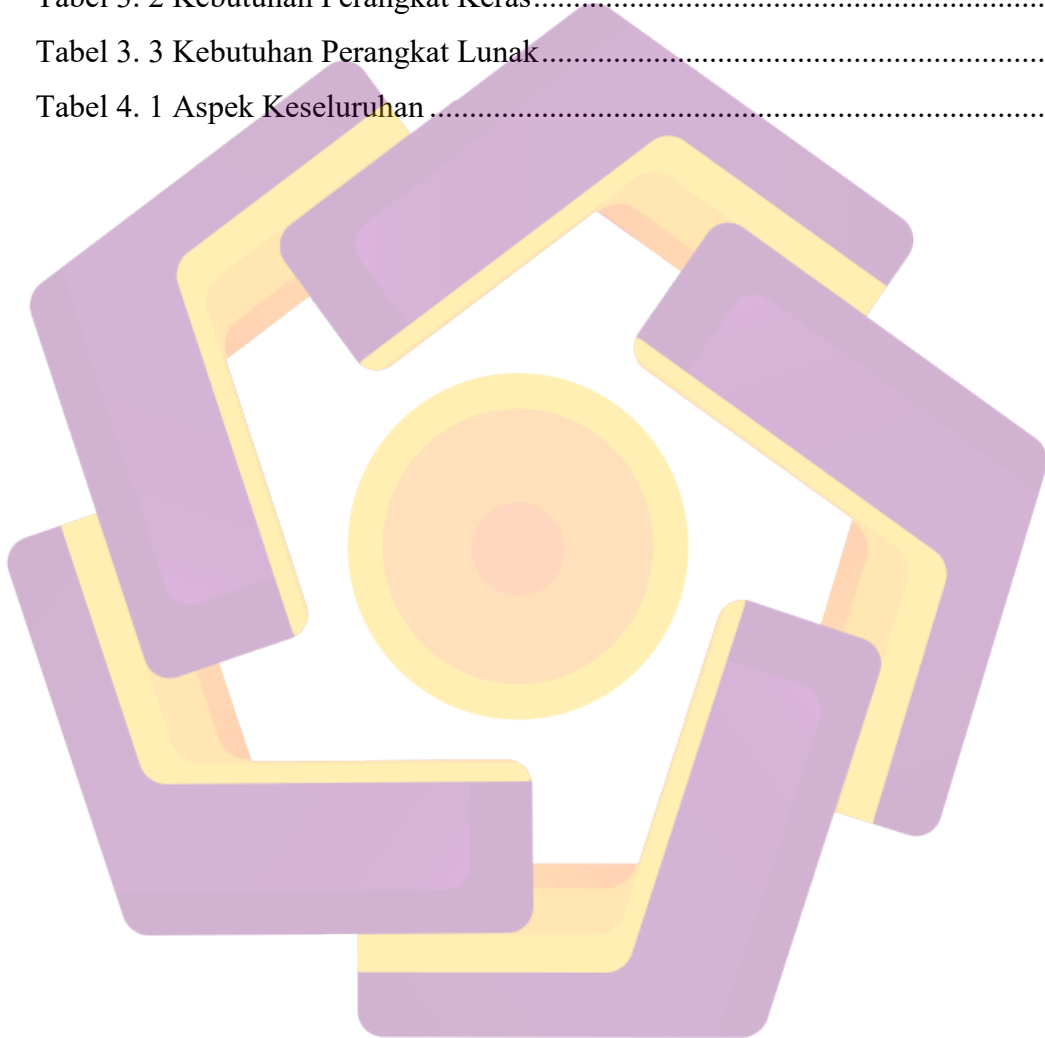 Tabel 3. 2 Kebutuhan Perangkat Keras..........................................................
Tabel 3. 3 Kebutuhan Perangkat Lunak.........................................................
Tabel 4. 1 Aspek Keseluruhan.......................................................................